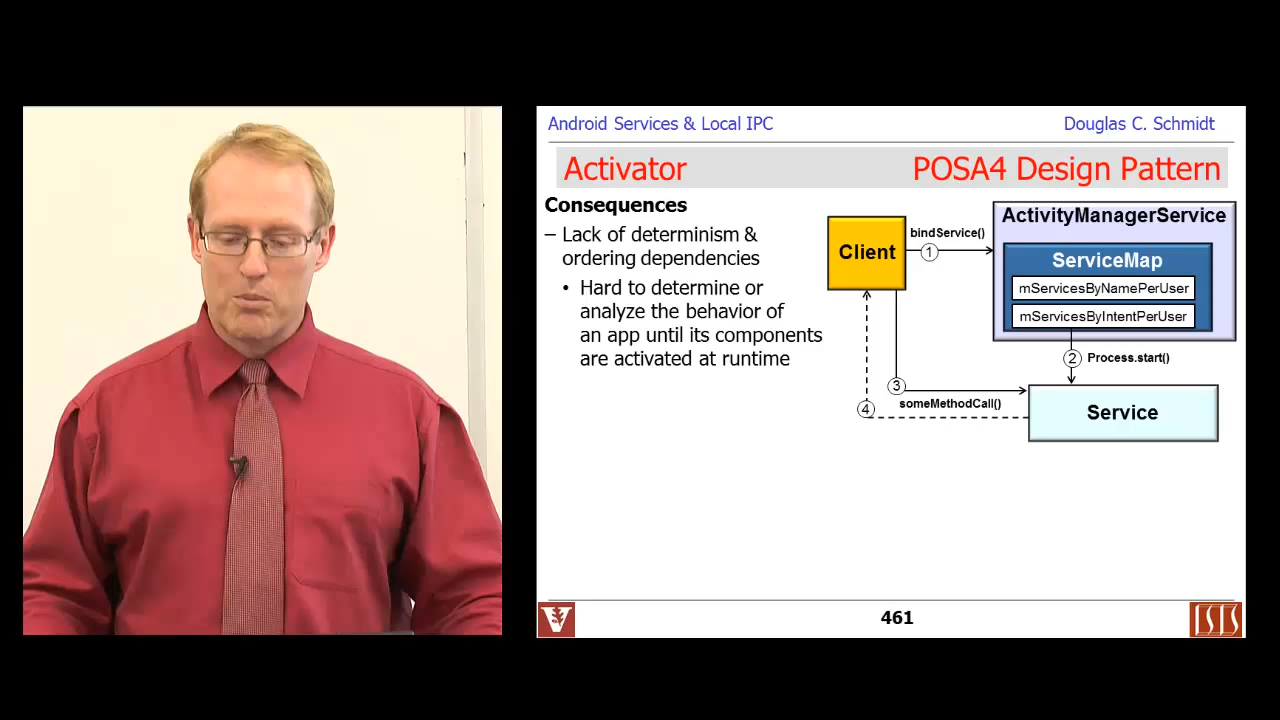 Android Services & Local IPC
Douglas C. Schmidt
Activator
POSA4 Design Pattern
Consequences
– Lack of determinism &
ordering dependencies
• Hard to determine or
analyze the behavior of
an app until its components
are activated at runtime
Client
bindService()
1
ActivityManagerService
ServiceMap
mServicesByNamePerUser
mServicesByIntentPerUser
2
Process.start()
3
someMethodCall()
4
Service
V
461
ISIS